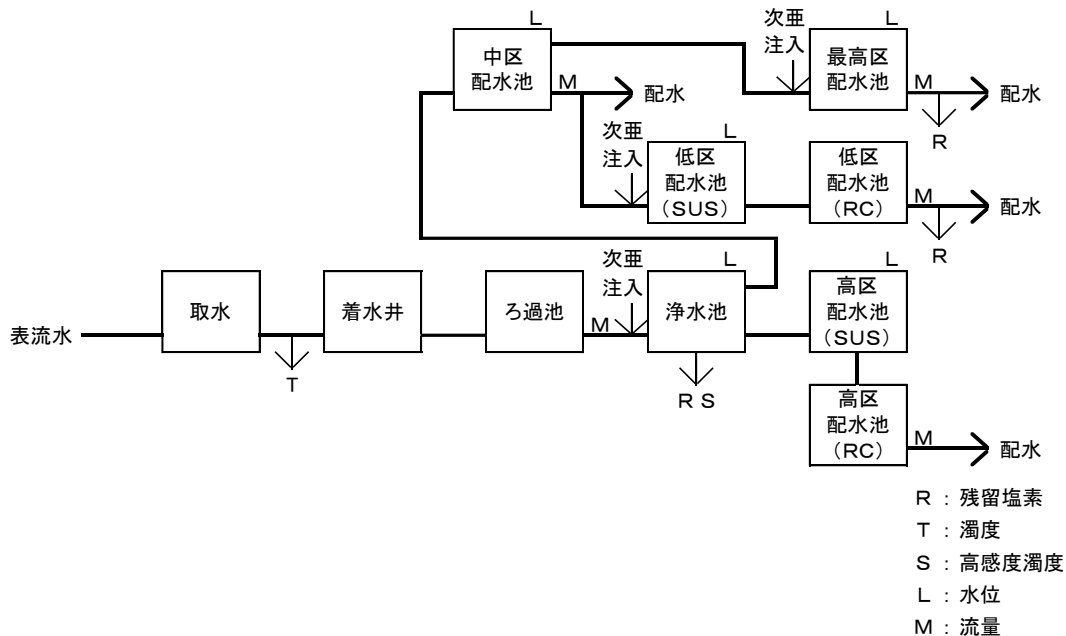 L
中区
配水池
M
配水
次亜
注入
L
最高区
配水池
M
配水
R
次亜
注入
L
低区
配水池
（SUS）
低区
配水池
（RC）
M
配水
R
表流水
取水
T
着水井
ろ過池
M
次亜
注入
L
浄水池
R S
L
高区
配水池
（SUS）
高区
配水池
（RC）
M
配水
R：残留塩素
T：濁度
S：高感度濁度
L：水位
M：流量